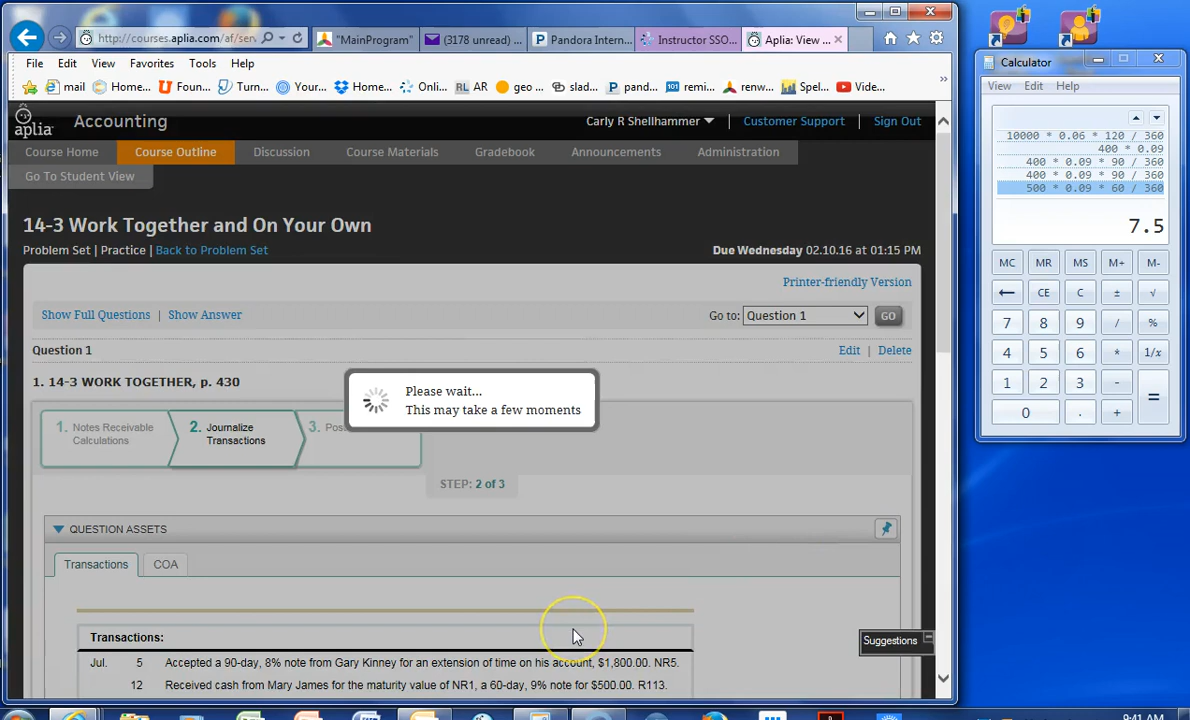 http://courses.aplia.com/af/serv
"MainProgram"
(3178 unread) ...
Pandora Intern...
Instructor SSO...
Aplia: View ...
File Edit View Favorites Tools Help
mail Home... Foun... Turn... Your... Home... Onli... RL AR geo ... slad... pand... remi... renw... Spel... Vide...
aplia Accounting
Carly R Shellhammer | Customer Support | Sign Out
Course Home Course Outline Discussion Course Materials Gradebook Announcements Administration
Go To Student View
14-3 Work Together and On Your Own
Problem Set | Practice | Back to Problem Set
Due Wednesday 02.10.16 at 01:15 PM
Printer-friendly Version
Show Full Questions | Show Answer
Go to: Question 1 GO
Question 1
Edit | Delete
1. 14-3 WORK TOGETHER, p. 430
Please wait...
This may take a few moments
1. Notes Receivable Calculations
2. Journalize Transactions
3. Pos
STEP: 2 of 3
QUESTION ASSETS
Transactions COA
Transactions:
Jul. 5 Accepted a 90-day, 8% note from Gary Kinney for an extension of time on his account, $1,800.00. NR5.
12 Received cash from Mary James for the maturity value of NR1, a 60-day, 9% note for $500.00. R113.
Suggestions
Calculator
View Edit Help
10000 * 0.06 * 120 / 360
400 * 0.09
400 * 0.09 * 90 / 360
400 * 0.09 * 90 / 360
500 * 0.09 * 60 / 360
7.5
MC MR MS M+ M-
← CE C ± √
7 8 9 / %
4 5 6 * 1/x
1 2 3 - =
0 . +
9:41 AM